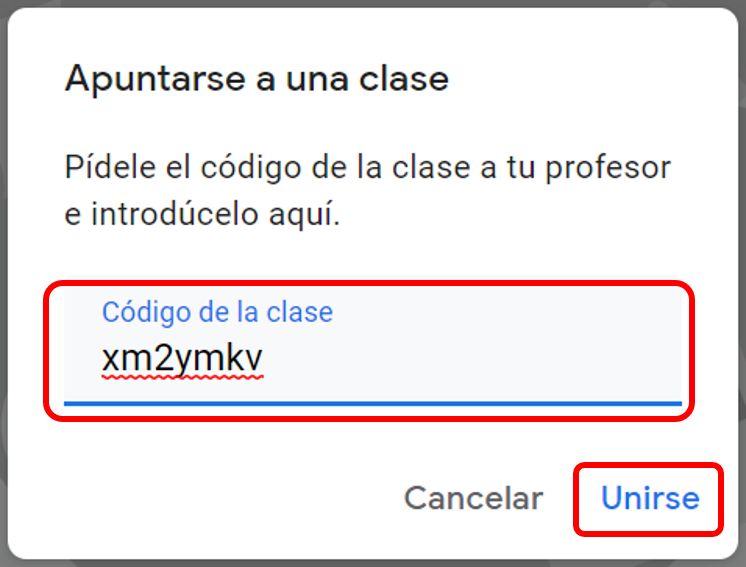 Apuntarse a una clase
Pídele el código de la clase a tu profesor
e introdúcelo aquí.
Código de la clase
xm2ymkv
Cancelar Unirse